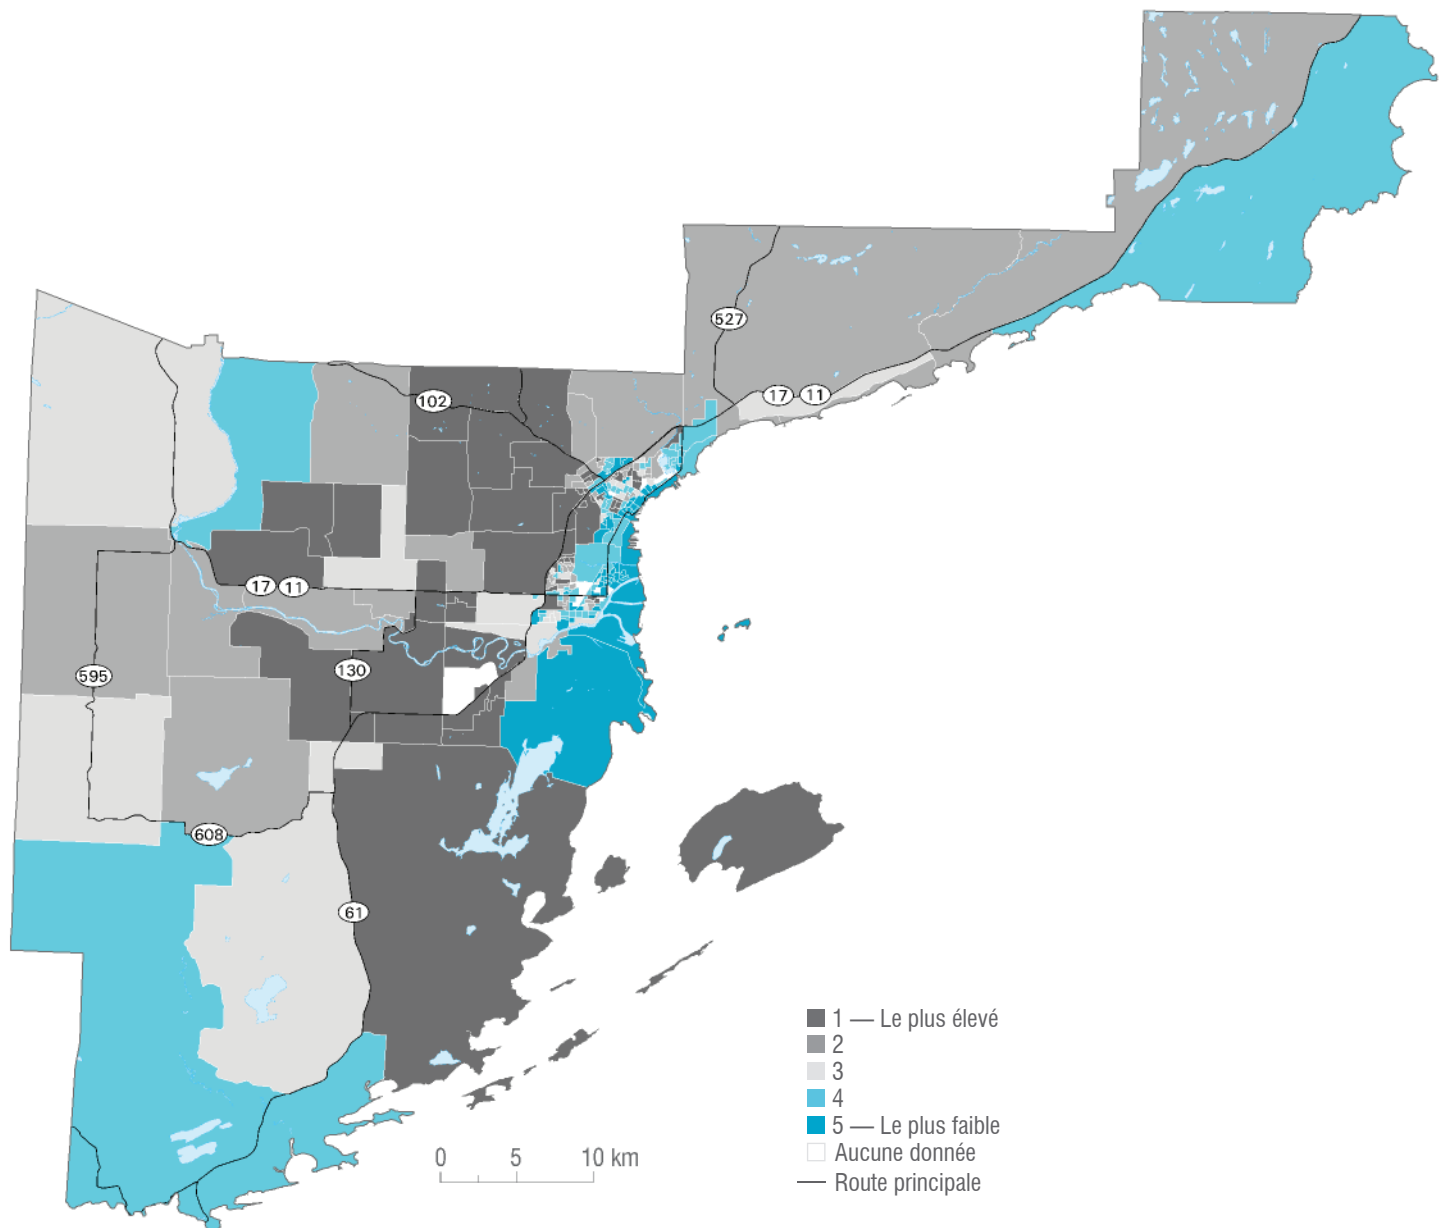 527
17
11
102
17
11
595
130
608
61
1 — Le plus élevé
2
3
4
5 — Le plus faible
Aucune donnée
Route principale
0 5 10 km